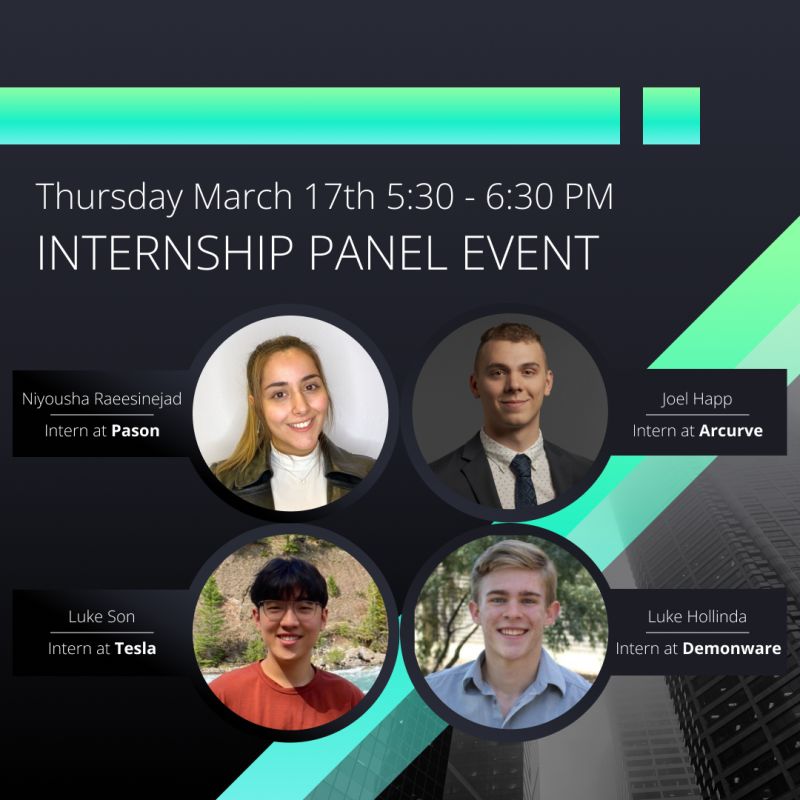 Thursday March 17th 5:30 - 6:30 PM
INTERNSHIP PANEL EVENT
Niyousha Raeesinejad
Intern at Pason
Joel Happ
Intern at Arcurve
Luke Son
Intern at Tesla
Luke Hollinda
Intern at Demonware